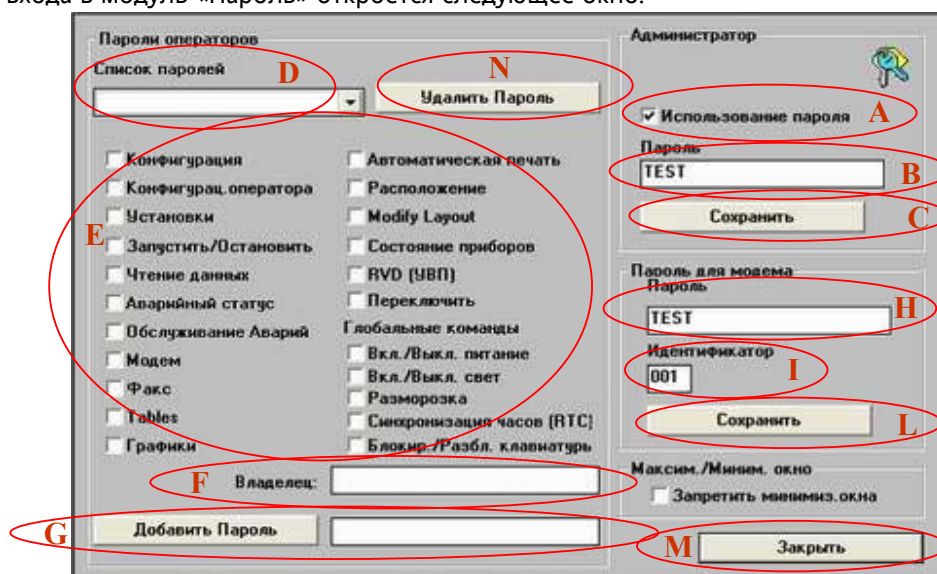 входа в модуль «Пароль» откроется следующее окно:
Пароли операторов
Список паролей
D
N
Удалить Пароль
E
Конфигурация
Конфигурац.оператора
Установки
Запустить/Остановить
Чтение данных
Аварийный статус
Обслуживание Аварий
Модем
Факс
Tables
Графики
Автоматическая печать
Расположение
Modify Layout
Состояние приборов
RVD (УВП)
Переключить
Глобальные команды
Вкл./Выкл. питание
Вкл./Выкл. свет
Разморозка
Синхронизация часов (RTC)
Блокир./Разбл. клавиатурь
F
Владелец:
G
Добавить Пароль
Администратор
Использование пароля
A
Пароль
TEST
B
Сохранить
C
Пароль для модема
Пароль
TEST
H
Идентификатор
001
I
Сохранить
L
Максим./Миним. окно
Запретить минимиз.окна
M
Закрыть